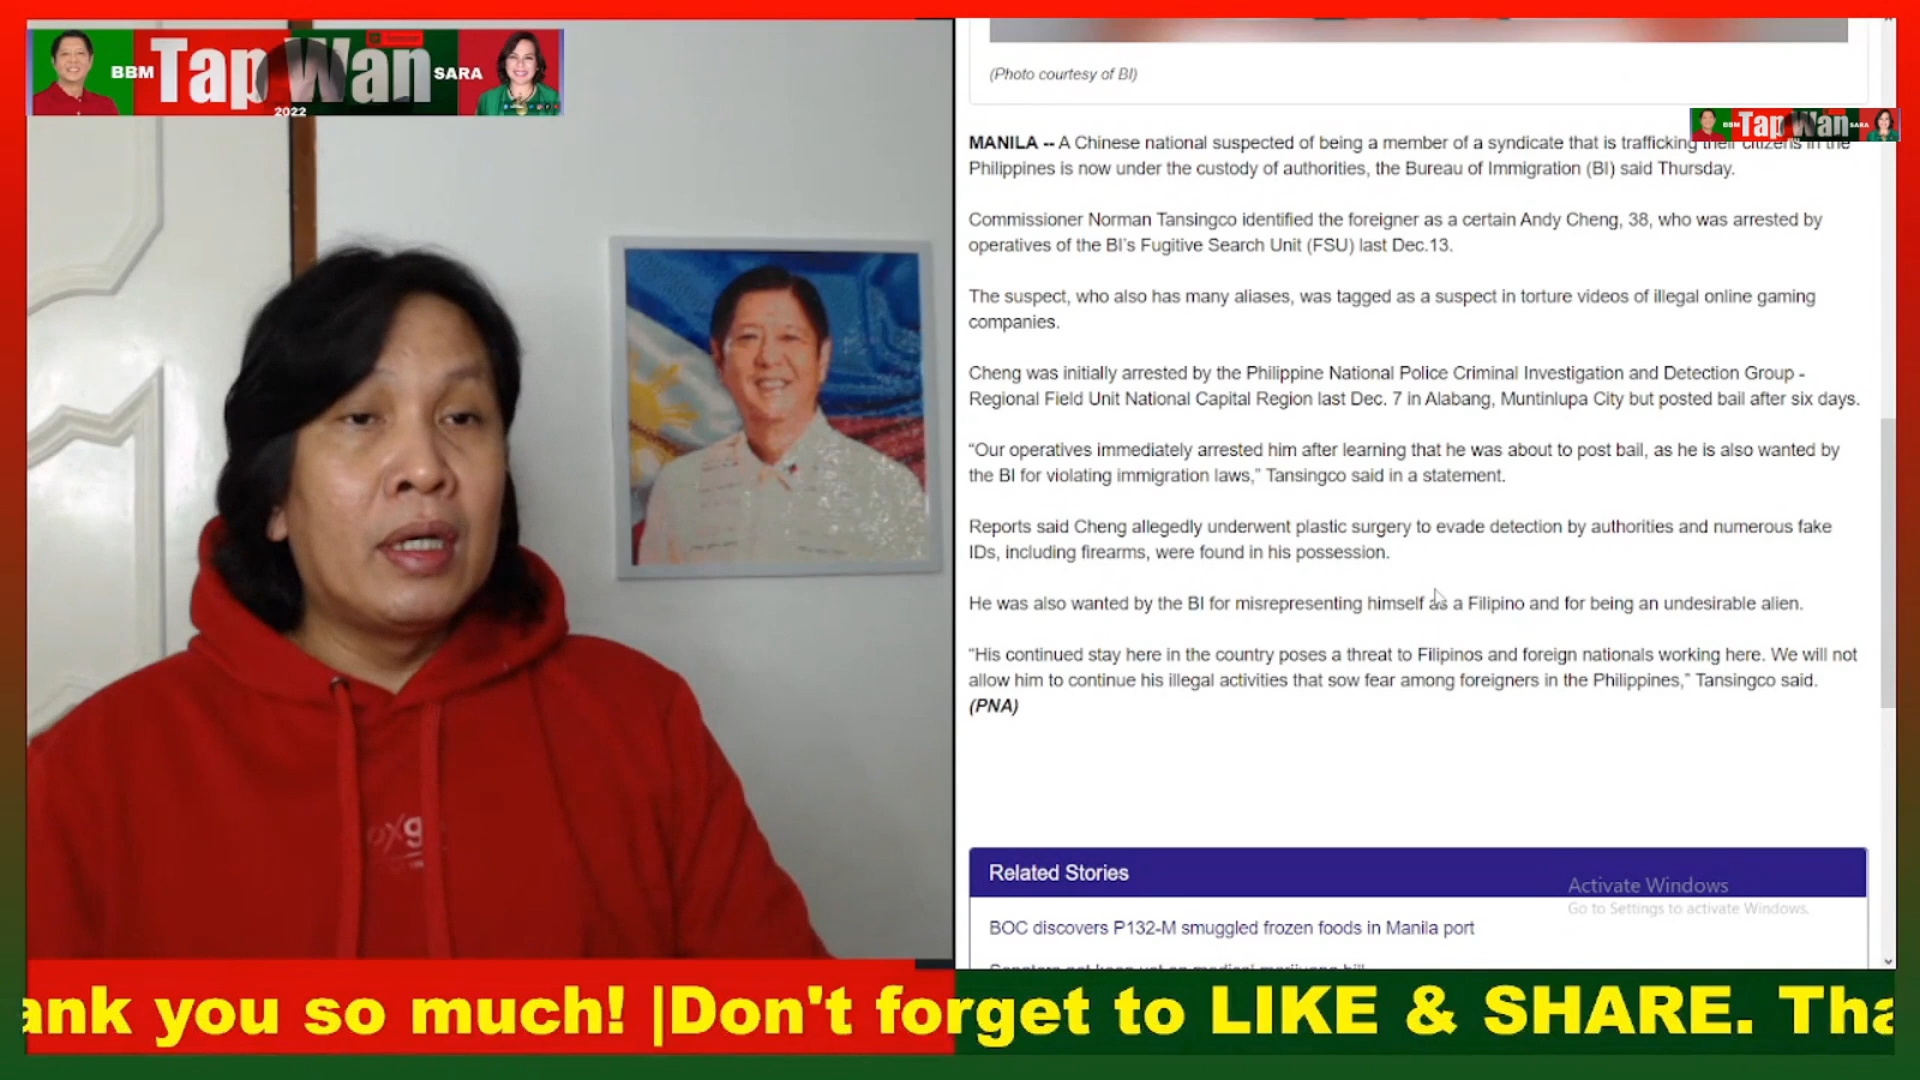 BBM Tap Wan SARA
2022
(Photo courtesy of BI)
BBM Tap Wan SARA
MANILA -- A Chinese national suspected of being a member of a syndicate that is trafficking their citizens in the
Philippines is now under the custody of authorities, the Bureau of Immigration (BI) said Thursday.
Commissioner Norman Tansingco identified the foreigner as a certain Andy Cheng, 38, who was arrested by
operatives of the BI’s Fugitive Search Unit (FSU) last Dec.13.
The suspect, who also has many aliases, was tagged as a suspect in torture videos of illegal online gaming
companies.
Cheng was initially arrested by the Philippine National Police Criminal Investigation and Detection Group -
Regional Field Unit National Capital Region last Dec. 7 in Alabang, Muntinlupa City but posted bail after six days.
“Our operatives immediately arrested him after learning that he was about to post bail, as he is also wanted by
the BI for violating immigration laws,” Tansingco said in a statement.
Reports said Cheng allegedly underwent plastic surgery to evade detection by authorities and numerous fake
IDs, including firearms, were found in his possession.
He was also wanted by the BI for misrepresenting himself as a Filipino and for being an undesirable alien.
“His continued stay here in the country poses a threat to Filipinos and foreign nationals working here. We will not
allow him to continue his illegal activities that sow fear among foreigners in the Philippines,” Tansingco said.
(PNA)
Related Stories
Activate Windows
Go to Settings to activate Windows.
BOC discovers P132-M smuggled frozen foods in Manila port
oxg
ank you so much! |Don't forget to LIKE & SHARE. Tha